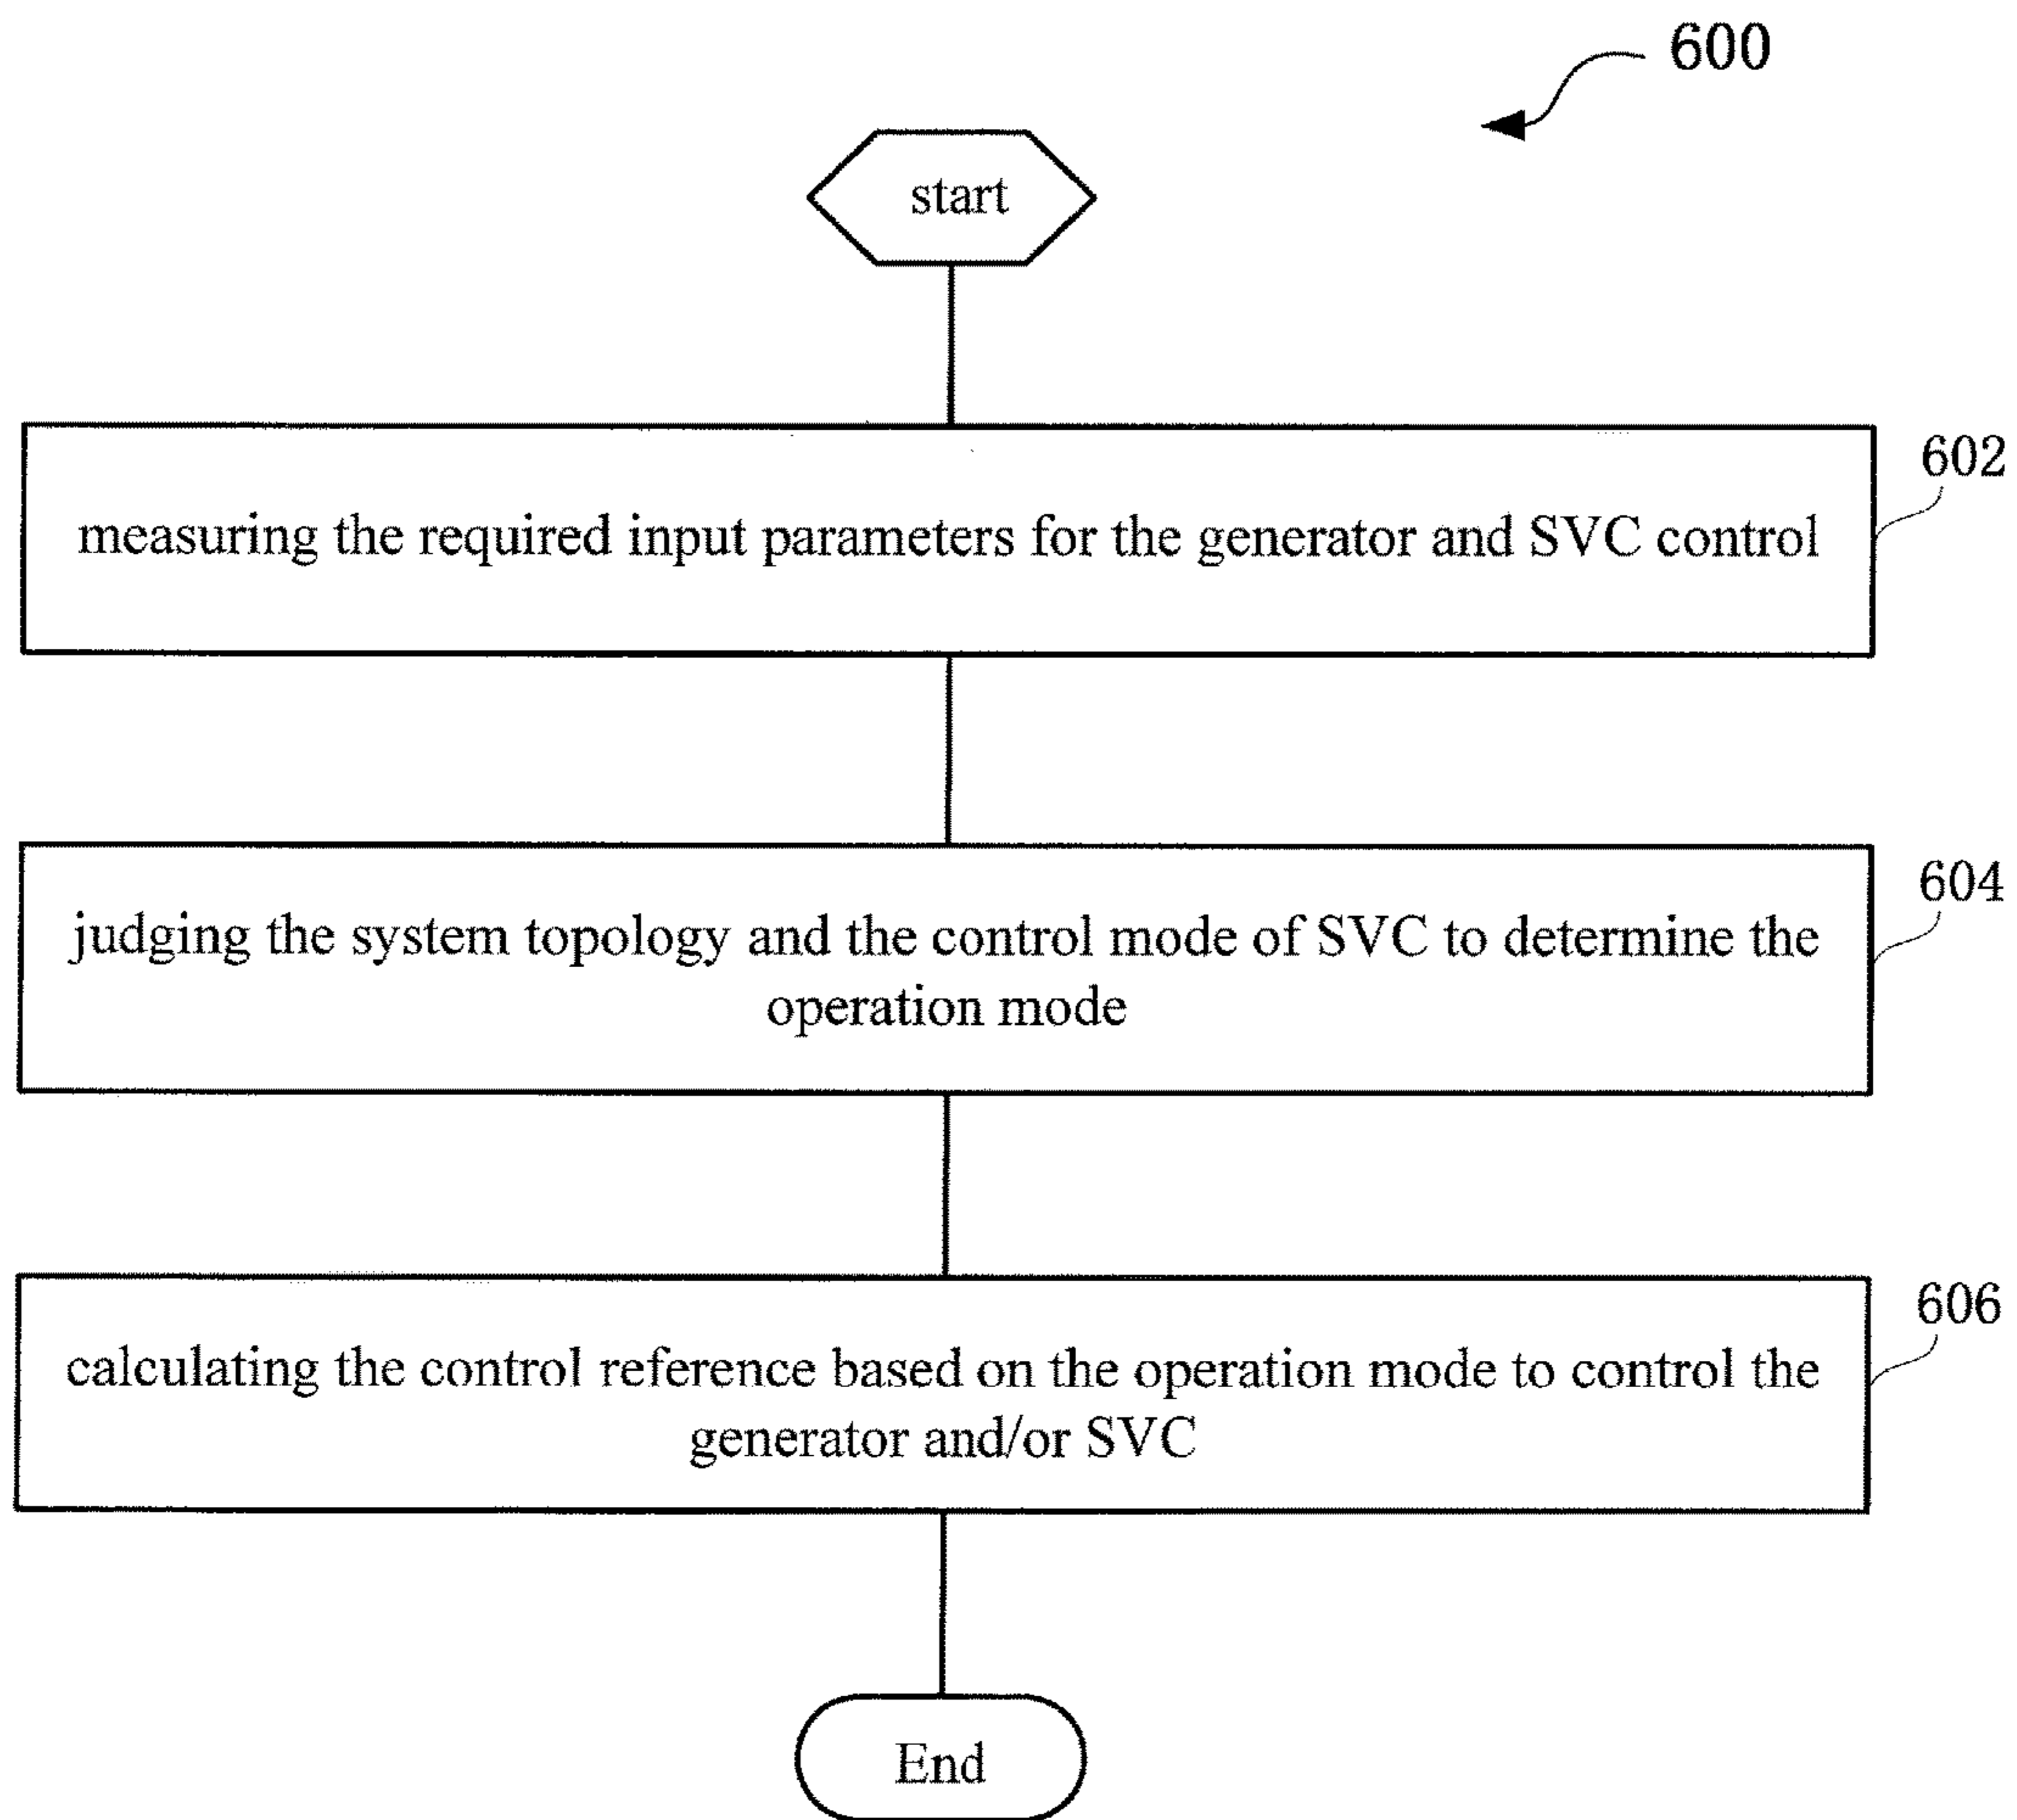 600
start
measuring the required input parameters for the generator and SVC control
602
judging the system topology and the control mode of SVC to determine the
operation mode
604
calculating the control reference based on the operation mode to control the
generator and/or SVC
606
End